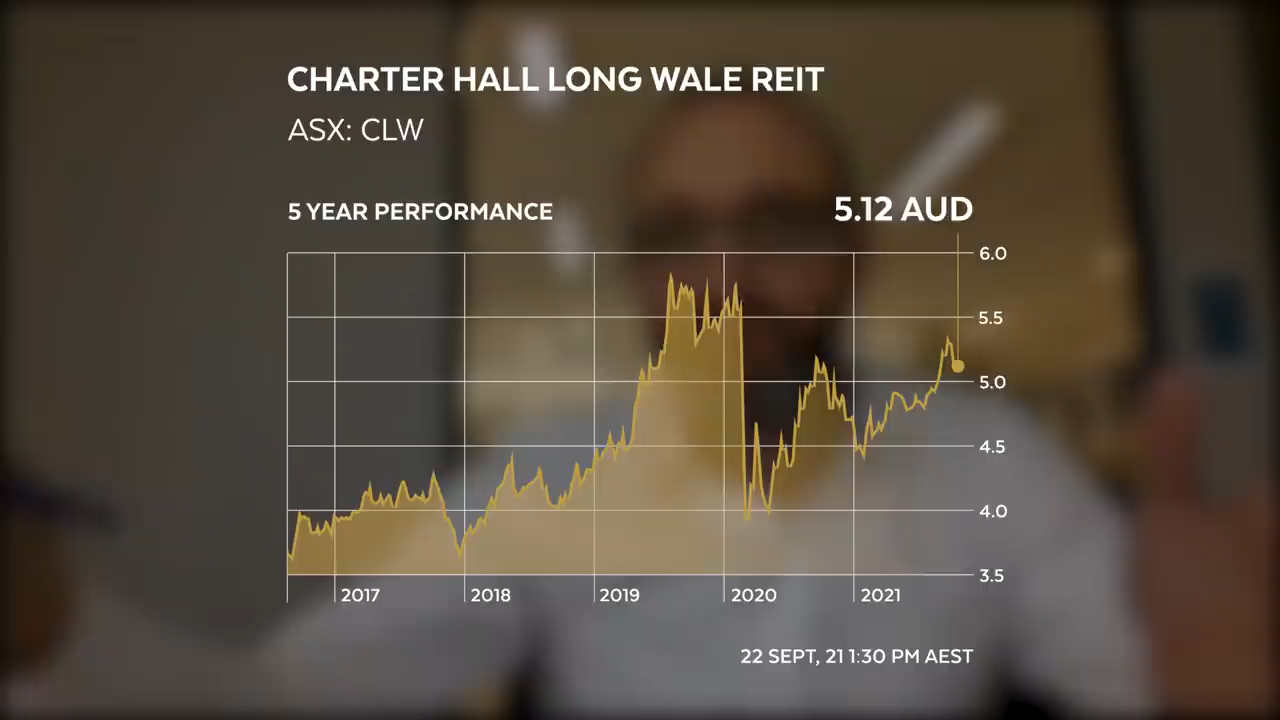 CHARTER HALL LONG WALE REIT
ASX: CLW
5 YEAR PERFORMANCE
5.12 AUD
6.0
5.5
5.0
4.5
4.0
3.5
2017
2018
2019
2020
2021
22 SEPT, 21 1:30 PM AEST